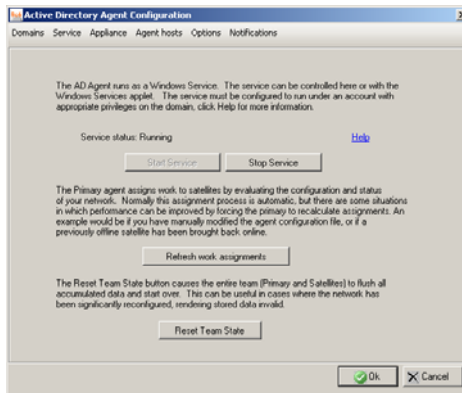 Active Directory Agent Configuration
Domains Service Appliance Agent hosts Options Notifications
The AD Agent runs as a Windows Service. The service can be controlled here or with the
Windows Services applet. The service must be configured to run under an account with
appropriate privileges on the domain, click Help for more information.
Service status: Running Help
Start Service Stop Service
The Primary agent assigns work to satellites by evaluating the configuration and status
of your network. Normally this assignment process is automatic, but there are some situations
in which performance can be improved by forcing the primary to recalculate assignments. An
example would be if you have manually modified the agent configuration file, or if a
previously offline satellite has been brought back online.
Refresh work assignments
The Reset Team State button causes the entire team (Primary and Satellites) to flush all
accumulated data and start over. This can be useful in cases where the network has
been significantly reconfigured, rendering stored data invalid.
Reset Team State
Ok Cancel